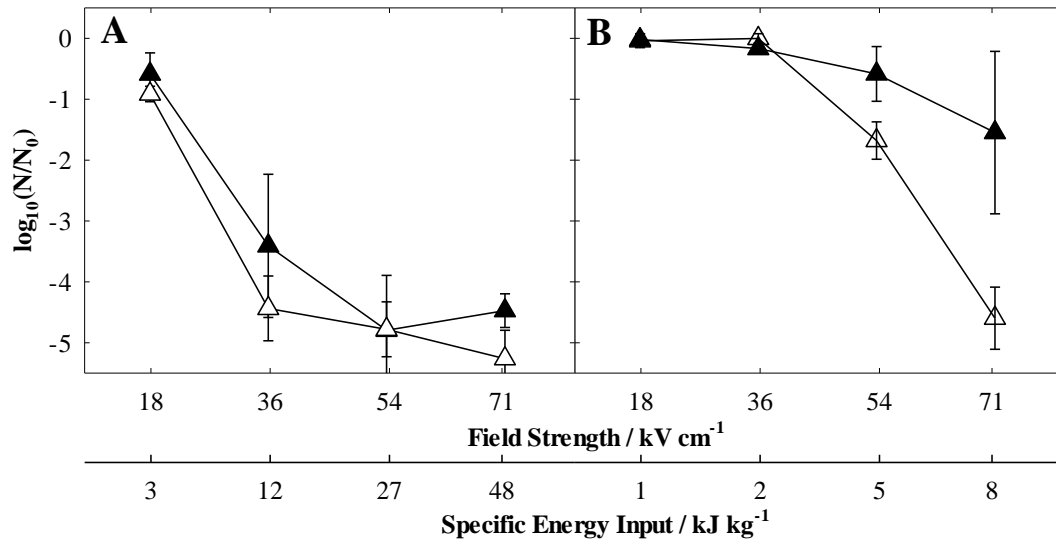 A B
log10(N/N0)
0
-1
-2
-3
-4
-5
18 36 54 71 18 36 54 71
Field Strength / kV cm-1
3 12 27 48 1 2 5 8
Specific Energy Input / kJ kg-1